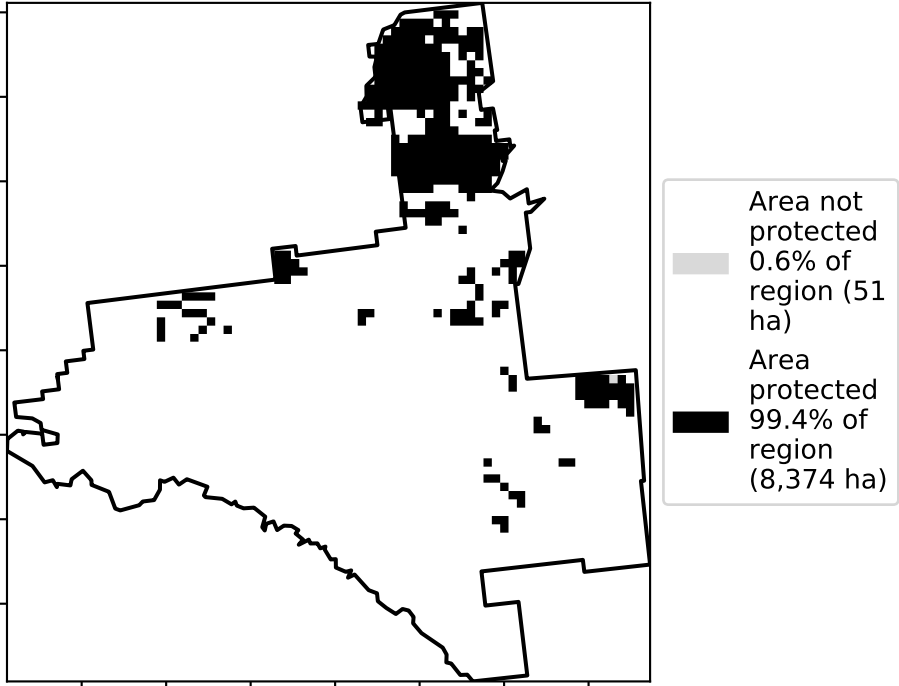 Area not
protected
0.6% of
region (51
ha)
Area
protected
99.4% of
region
(8,374 ha)